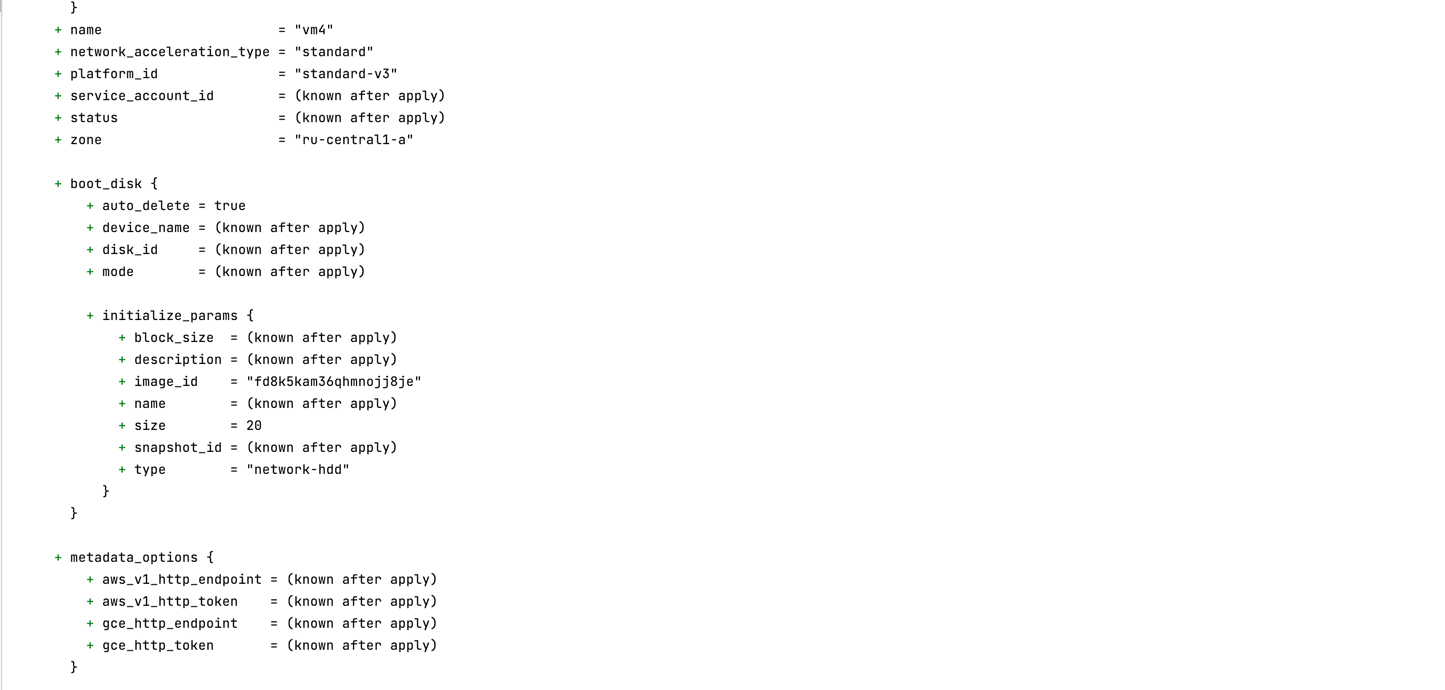 }
+ name                      = "vm4"
+ network_acceleration_type = "standard"
+ platform_id               = "standard-v3"
+ service_account_id        = (known after apply)
+ status                    = (known after apply)
+ zone                      = "ru-central1-a"
+ boot_disk {
+ auto_delete = true
+ device_name = (known after apply)
+ disk_id     = (known after apply)
+ mode        = (known after apply)
+ initialize_params {
+ block_size  = (known after apply)
+ description = (known after apply)
+ image_id    = "fd8k5kam36qhmnojj8je"
+ name        = (known after apply)
+ size        = 20
+ snapshot_id = (known after apply)
+ type        = "network-hdd"
}
}
+ metadata_options {
+ aws_v1_http_endpoint = (known after apply)
+ aws_v1_http_token    = (known after apply)
+ gce_http_endpoint    = (known after apply)
+ gce_http_token       = (known after apply)
}